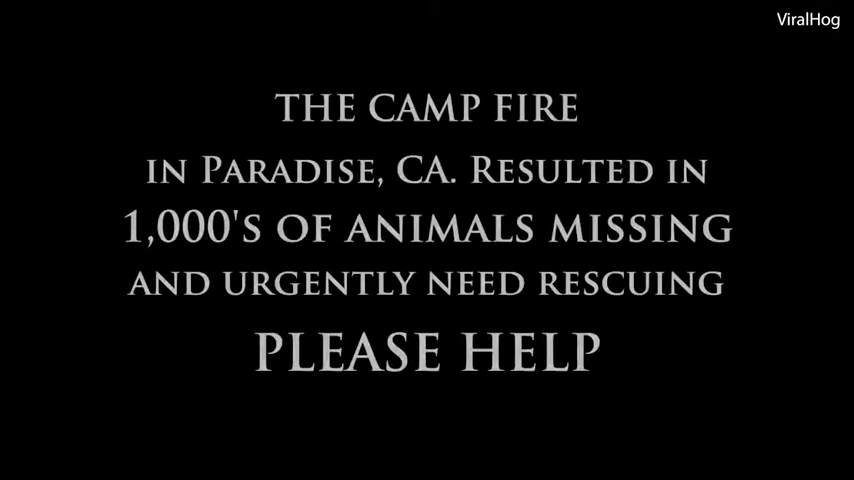 ViralHog
THE CAMP FIRE
IN PARADISE, CA. RESULTED IN
1,000'S OF ANIMALS MISSING
AND URGENTLY NEED RESCUING
PLEASE HELP